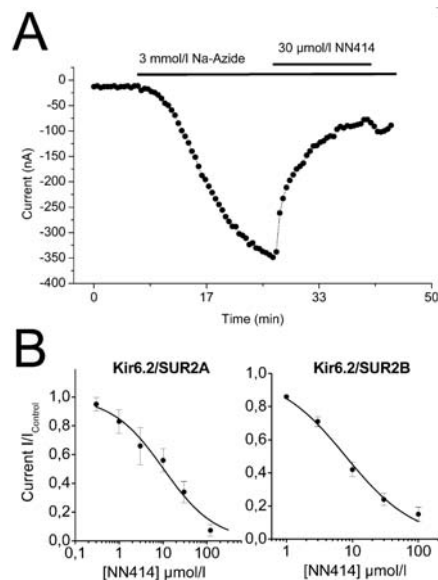 A
3 mmol/l Na-Azide
30 µmol/l NN414
0
-50
-100
-150
-200
-250
-300
-350
-400
Current (nA)
0 17 33 50
Time (min)
B
Kir6.2/SUR2A Kir6.2/SUR2B
1,0 1,0
0,8 0,8
0,6 0,6
0,4 0,4
0,2 0,2
0,0 0,0
Current I/I Control
0,1 1 10 100 1 10 100
[NN414] µmol/l [NN414] µmol/l